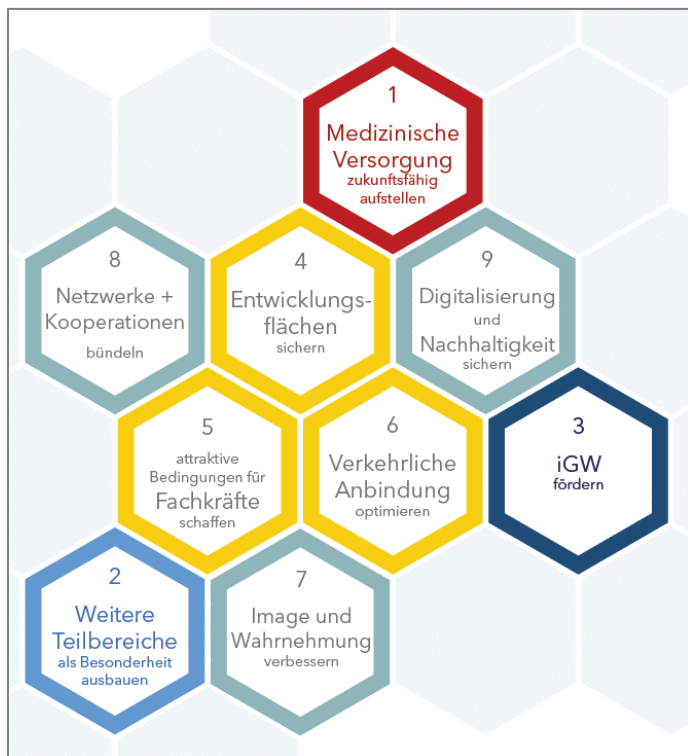 1
Medizinische
Versorgung
zukunftsfähig
aufstellen
8
Netzwerke +
Kooperationen
bündeln
4
Entwicklungs-
flächen
sichern
9
Digitalisierung
und
Nachhaltigkeit
sichern
5
attraktive
Bedingungen für
Fachkräfte
schaffen
6
Verkehrliche
Anbindung
optimieren
3
iGW
fördern
2
Weitere
Teilbereiche
als Besonderheit
ausbauen
7
Image und
Wahrnehmung
verbessern